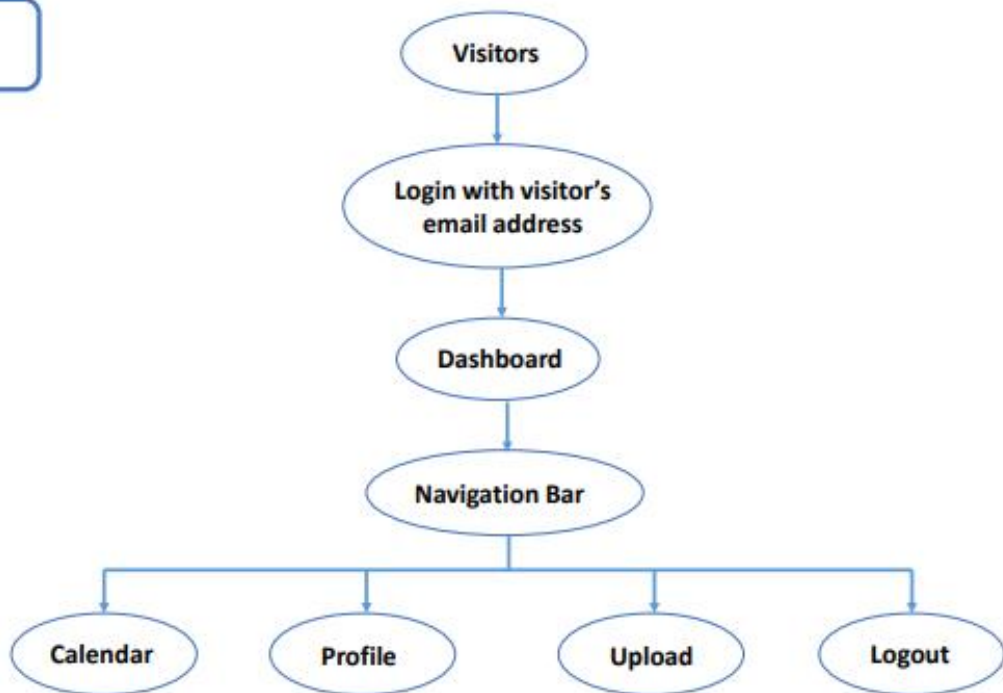 Visitors
Login with visitor’s
email address
Dashboard
Navigation Bar
Calendar
Profile
Upload
Logout